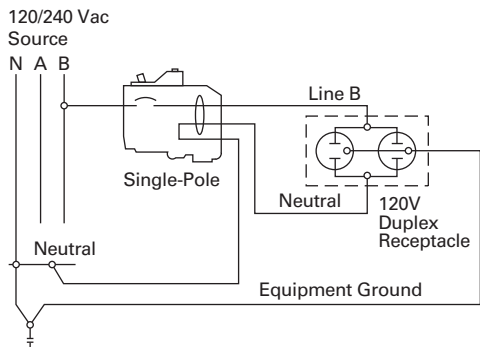 120/240 Vac
Source
N A B
Line B
Single-Pole
Neutral
120V
Duplex
Receptacle
Neutral
Equipment Ground